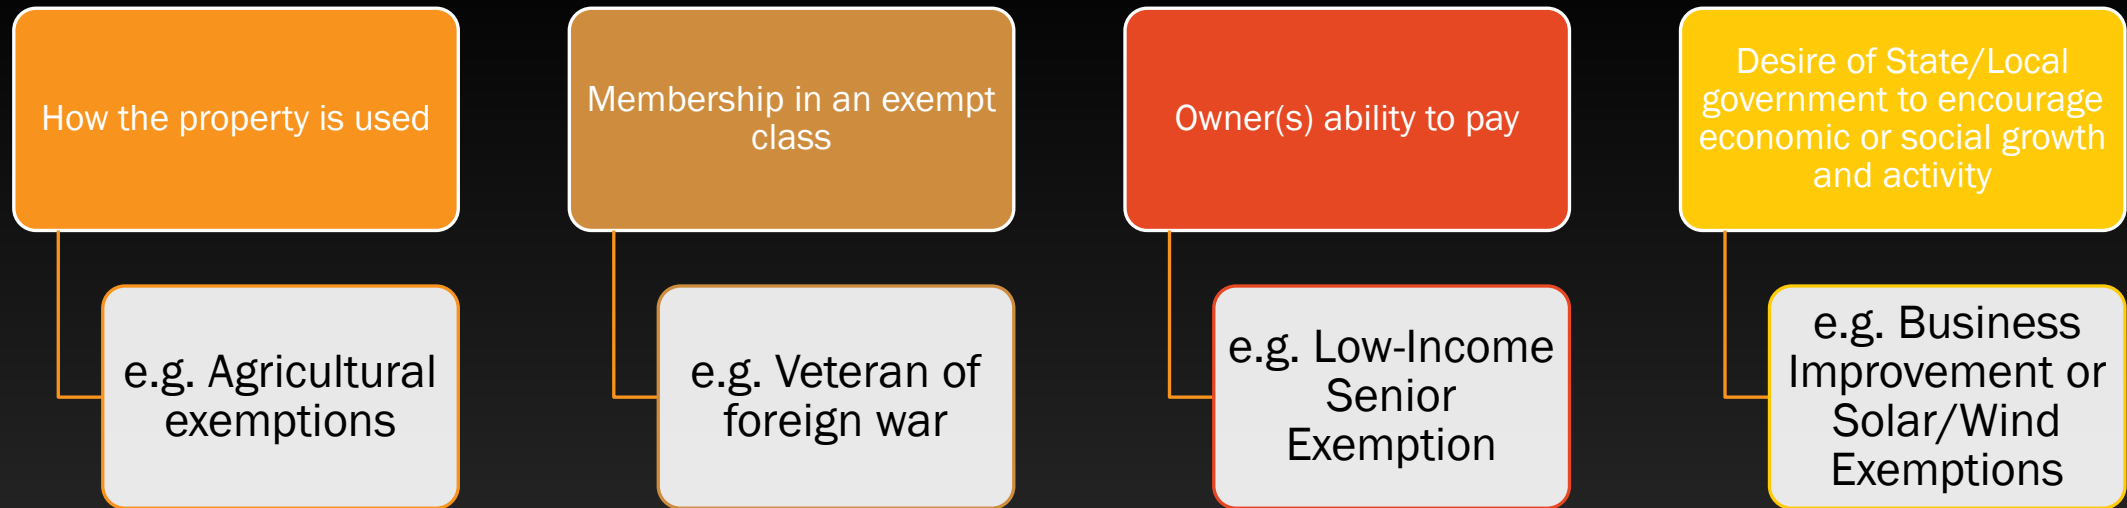 How the property is used
e.g. Agricultural
exemptions
Membership in an exempt
class
e.g. Veteran of
foreign war
Owner(s) ability to pay
e.g. Low-Income
Senior
Exemption
Desire of State/Local
government to encourage
economic or social growth
and activity
e.g. Business
Improvement or
Solar/Wind
Exemptions